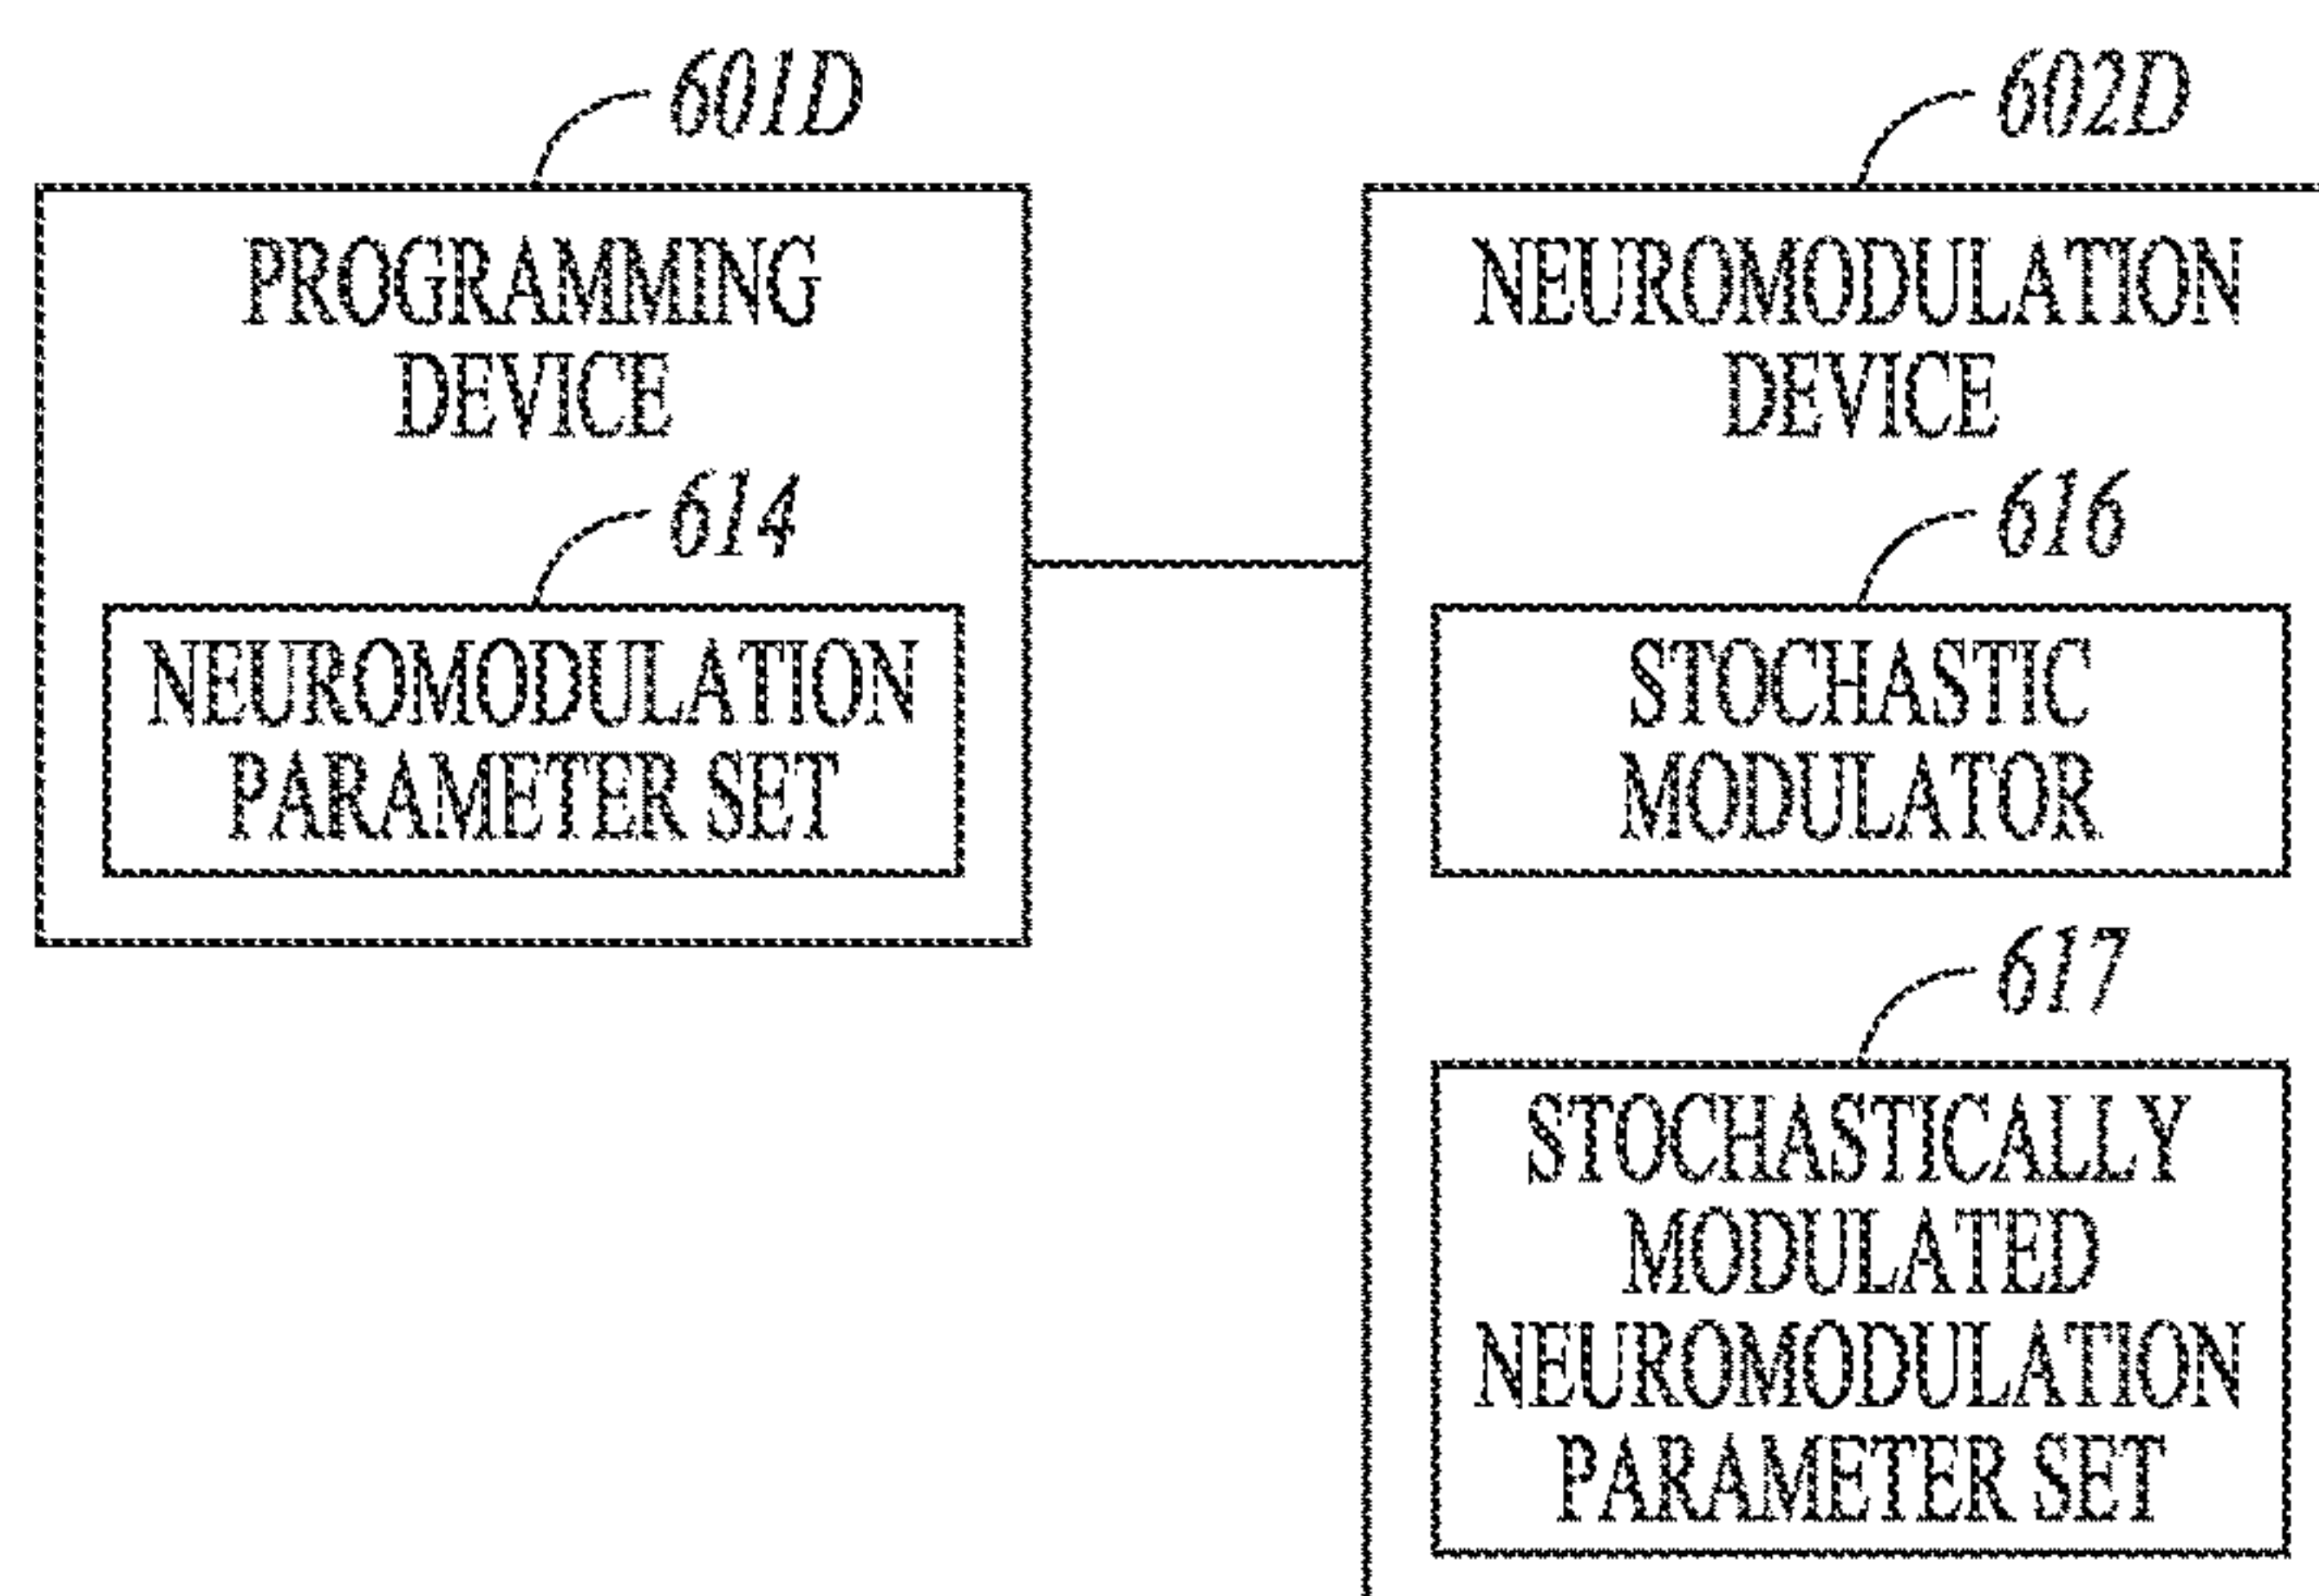 601D
PROGRAMMING
DEVICE
614
NEUROMODULATION
PARAMETER SET
602D
NEUROMODULATION
DEVICE
616
STOCHASTIC
MODULATOR
617
STOCHASTICALLY
MODULATED
NEUROMODULATION
PARAMETER SET